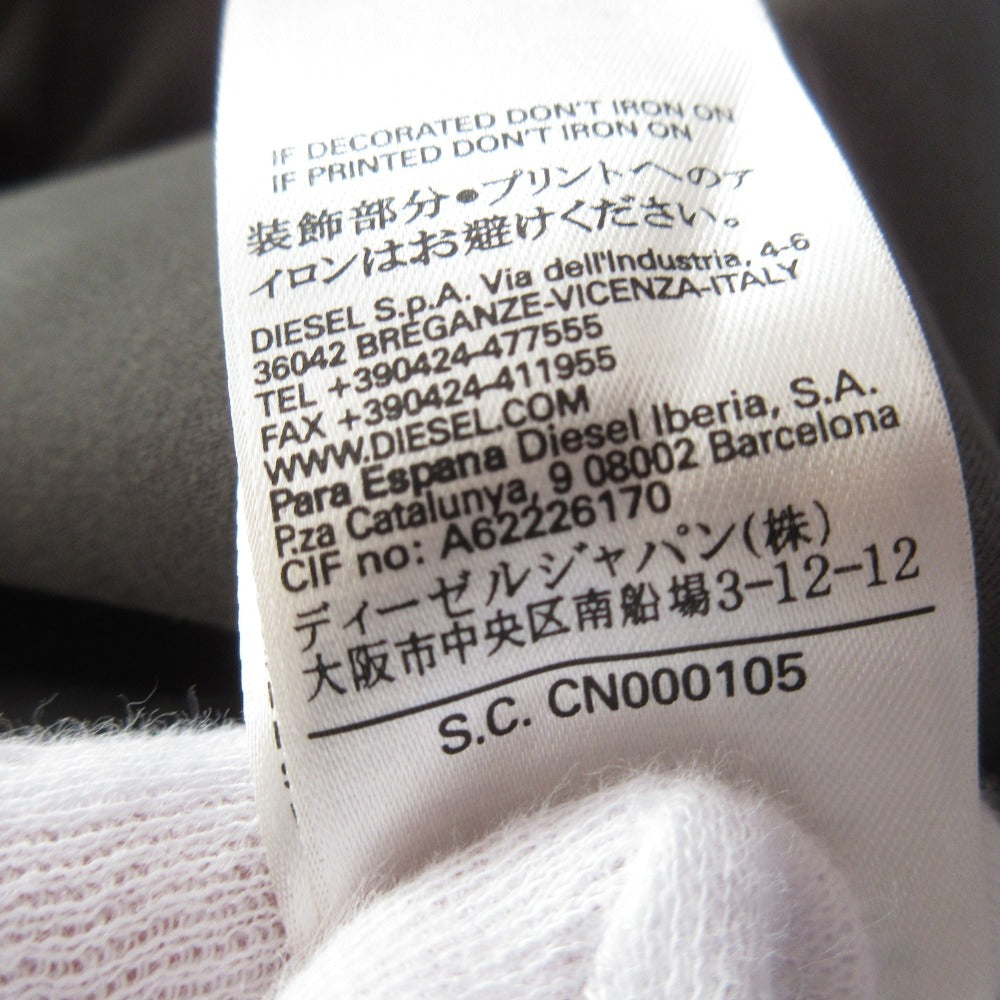 IF DECORATED DON'T IRON ON
IF PRINTED DON'T IRON ON
装飾部分●プリントへのア
イロンはお避けください。
DIESEL S.p.A. Via dell'Industria, 4-6
36042 BREGANZE-VICENZA-ITALY
TEL +390424-477555
FAX +390424-411955
WWW.DIESEL.COM
Para Espana Diesel Iberia, S.A.
P.za Catalunya, 9 08002 Barcelona
CIF no: A62226170
ディーゼルジャパン(株)
大阪市中央区南船場3-12-12
S.C. CN000105